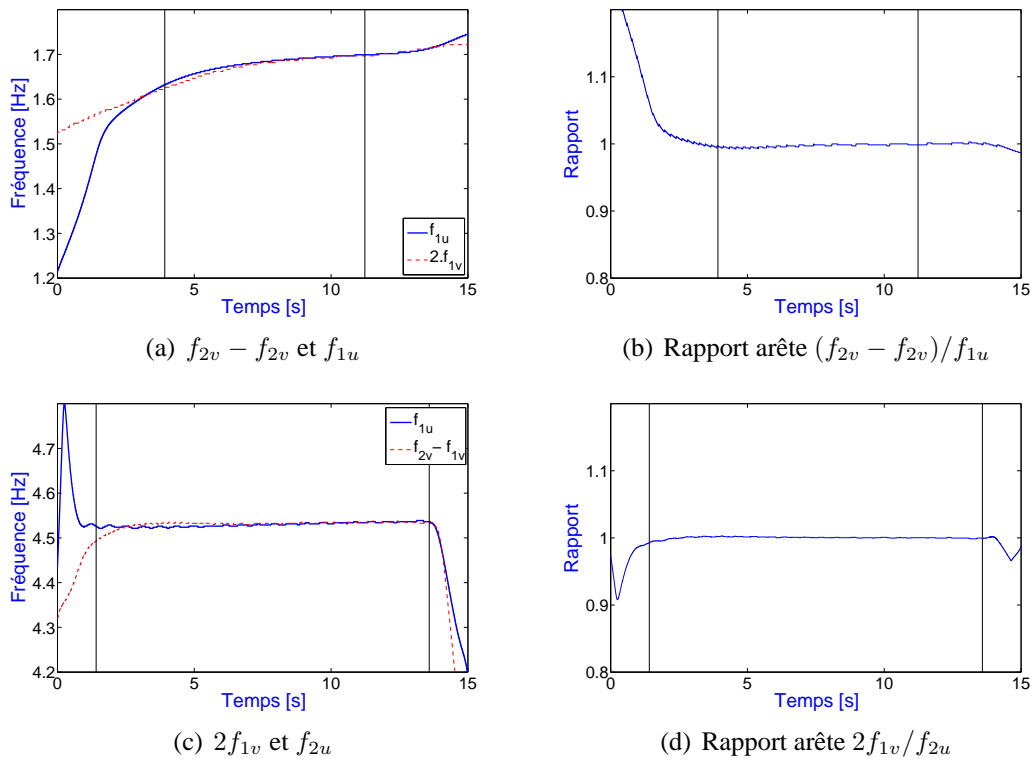 1.7
1.6
1.5
1.4
1.3
1.2
Fréquence [Hz]
f1u
2.f1v
0 5 10 15
Temps [s]
(a) f2v − f2v et f1u
1.1
1
0.9
0.8
Rapport
0 5 10 15
Temps [s]
(b) Rapport arête (f2v − f2v)/f1u
4.7
4.6
4.5
4.4
4.3
4.2
Fréquence [Hz]
f1u
f2v− f1v
0 5 10 15
Temps [s]
(c) 2f1v et f2u
1.1
1
0.9
0.8
Rapport
0 5 10 15
Temps [s]
(d) Rapport arête 2f1v/f2u